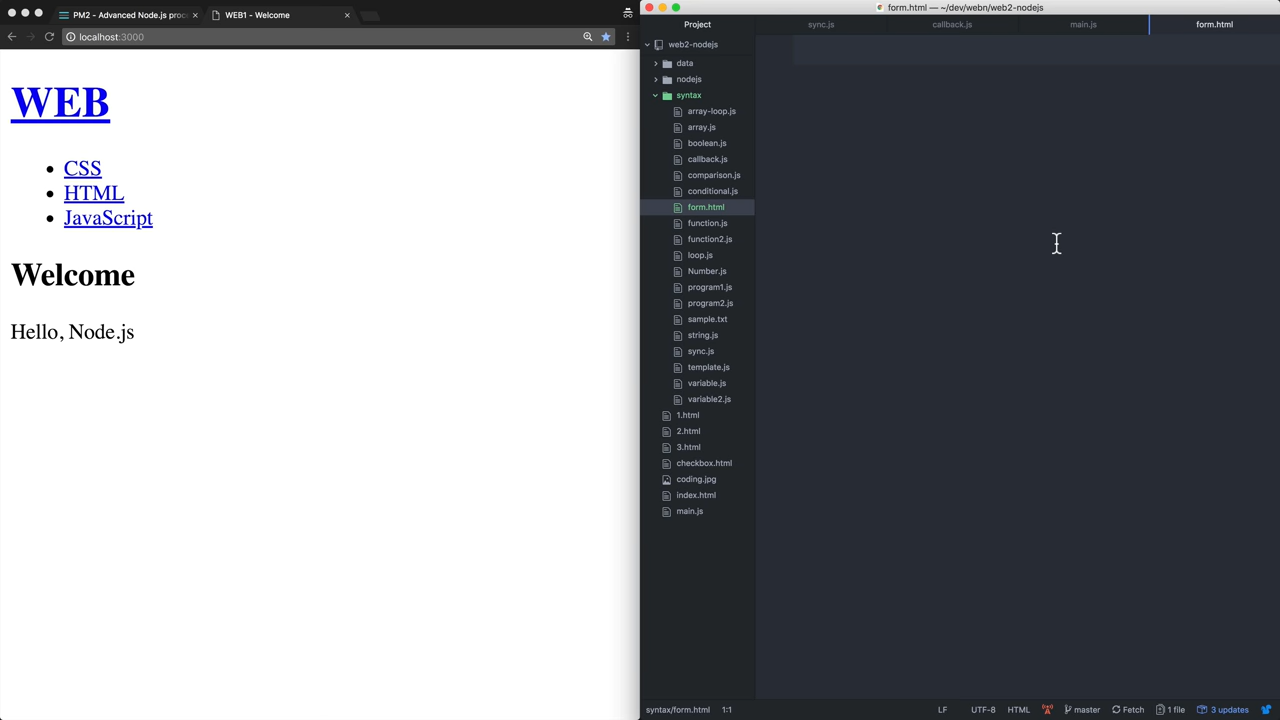 PM2 - Advanced Node.js proc
WEB1 - Welcome
localhost:3000
WEB
CSS
HTML
JavaScript
Welcome
Hello, Node.js
form.html — ~/dev/webn/web2-nodejs
Project
sync.js
callback.js
main.js
form.html
web2-nodejs
data
nodejs
syntax
array-loop.js
array.js
boolean.js
callback.js
comparison.js
conditional.js
form.html
function.js
function2.js
loop.js
Number.js
program1.js
program2.js
sample.txt
string.js
sync.js
template.js
variable.js
variable2.js
1.html
2.html
3.html
checkbox.html
coding.jpg
index.html
main.js
syntax/form.html 1:1
LF UTF-8 HTML master Fetch 1 file 3 updates